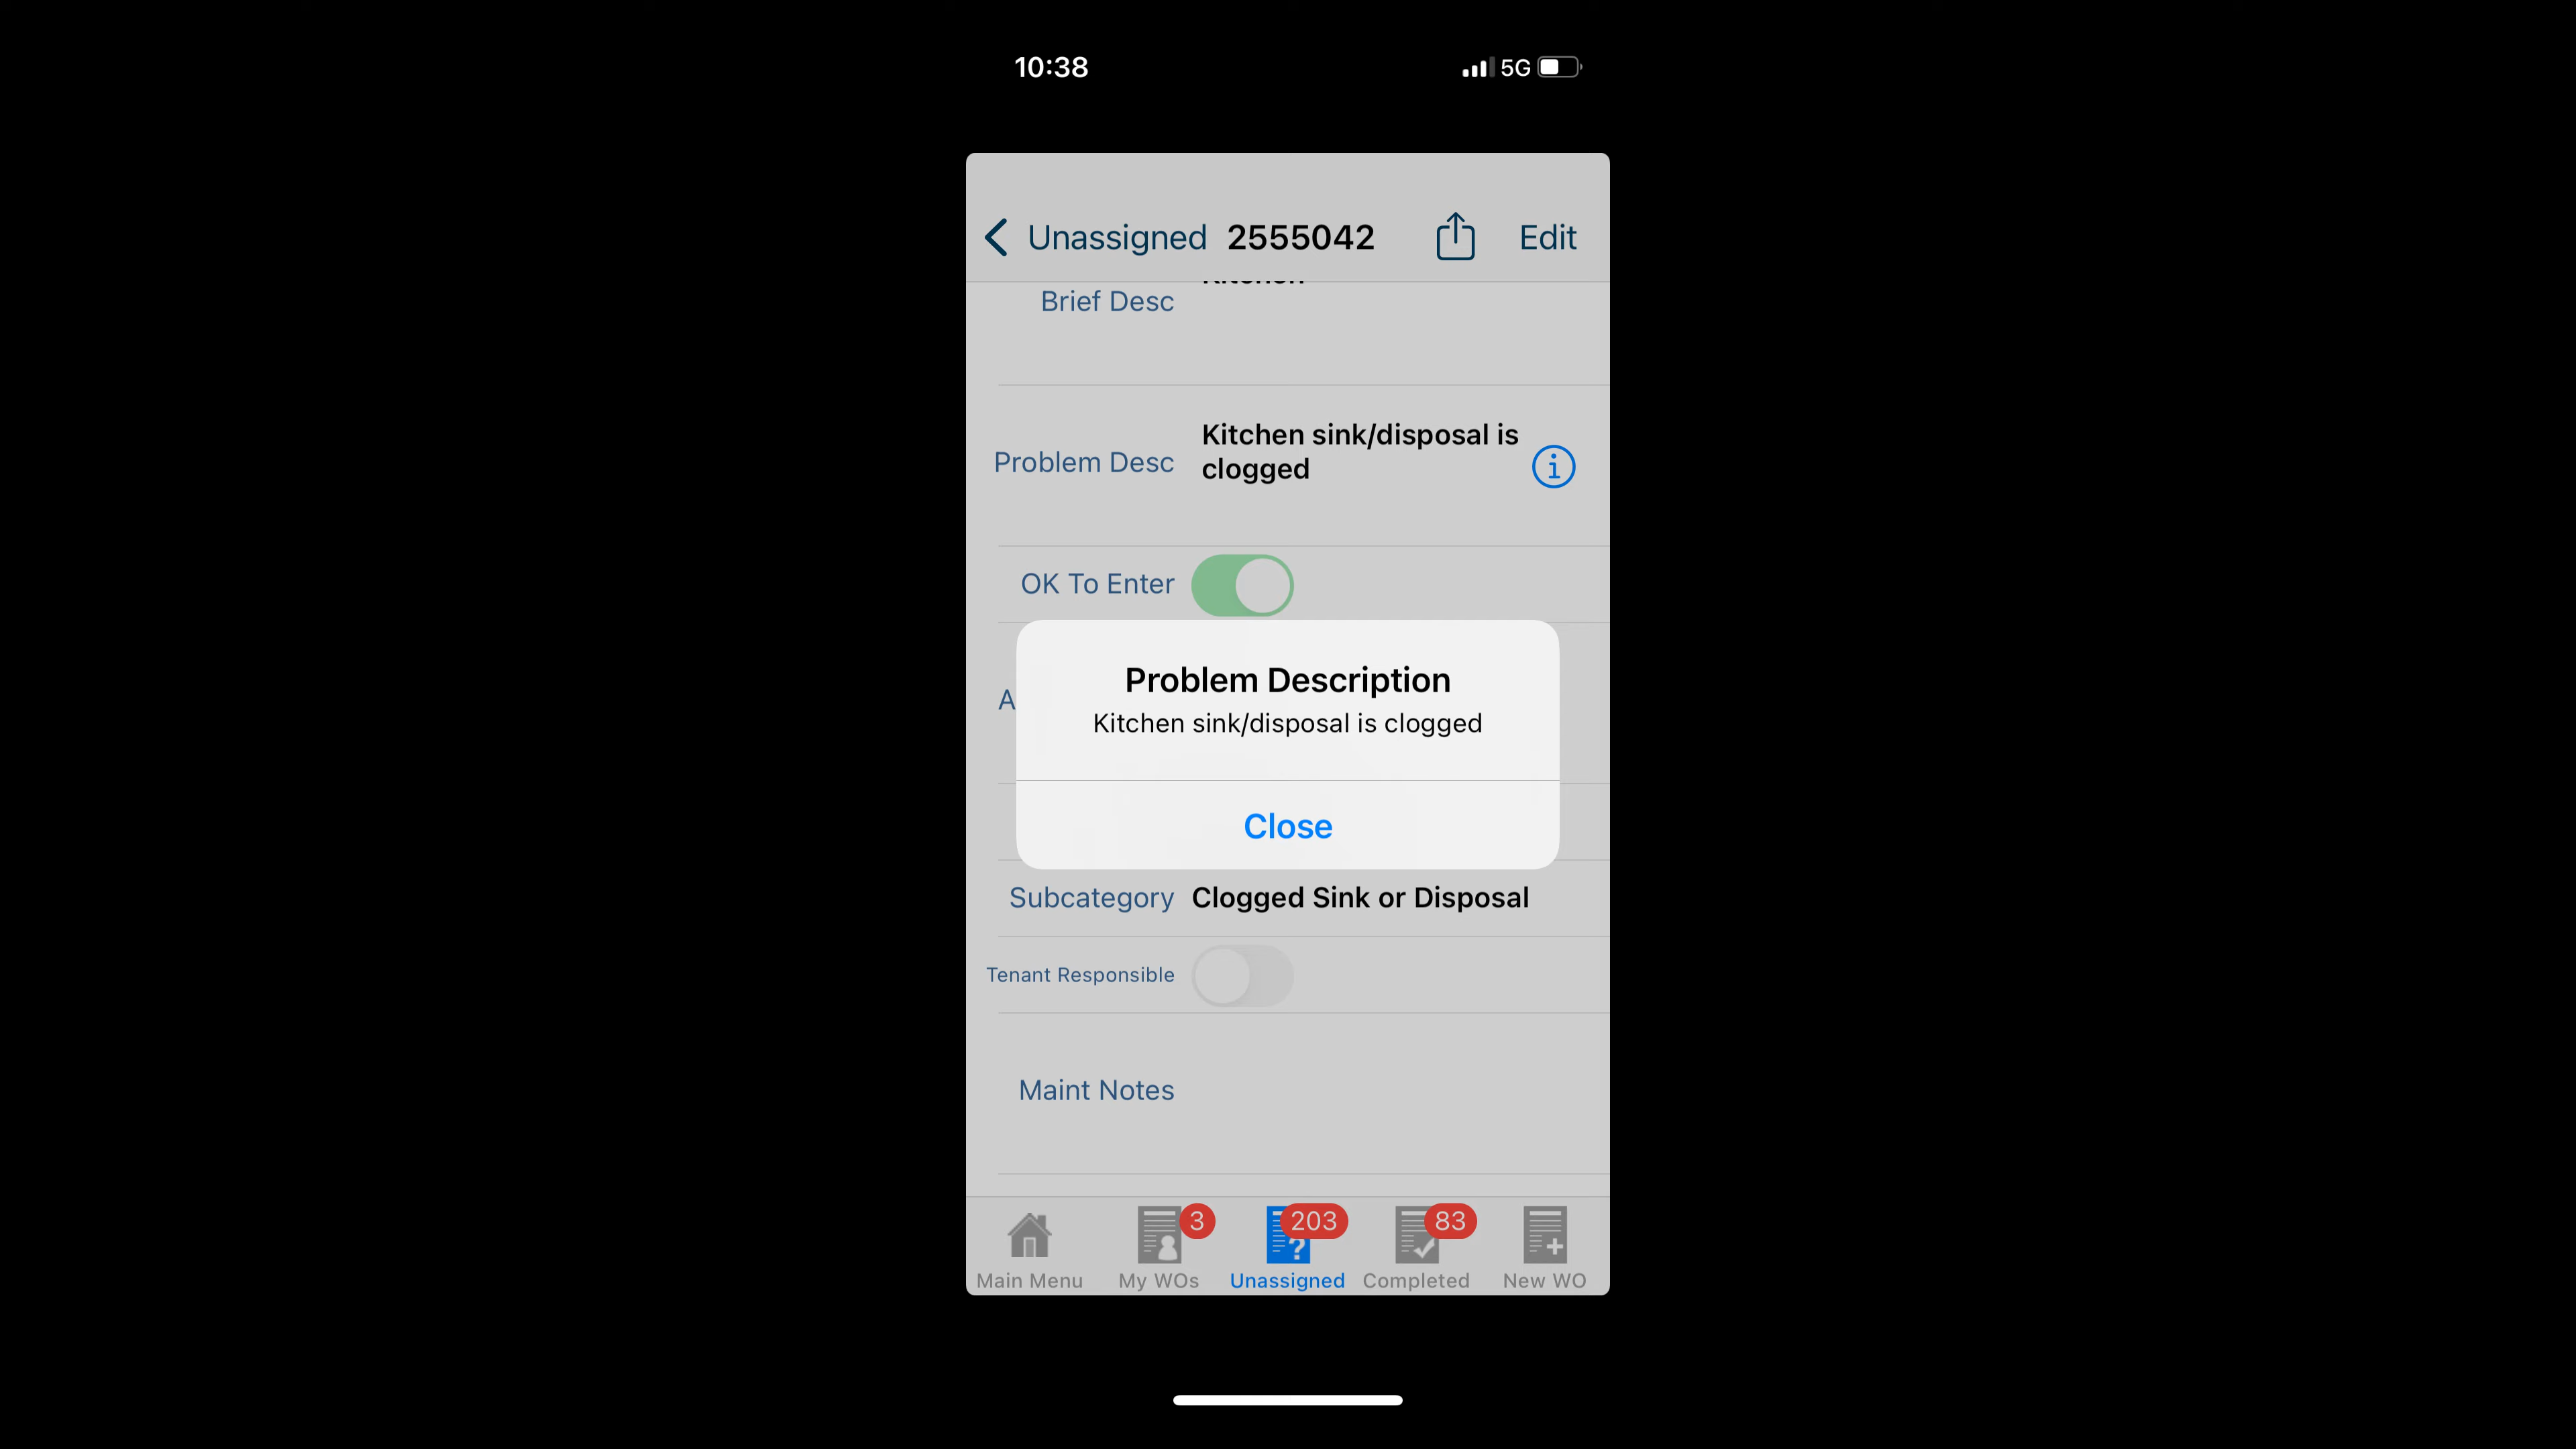 10:38
5G
Unassigned 2555042 Edit
Brief Desc
Problem Desc
Kitchen sink/disposal is
clogged
OK To Enter
Problem Description
Kitchen sink/disposal is clogged
Close
Subcategory Clogged Sink or Disposal
Tenant Responsible
Maint Notes
3 203 83
Main Menu My WOs Unassigned Completed New WO